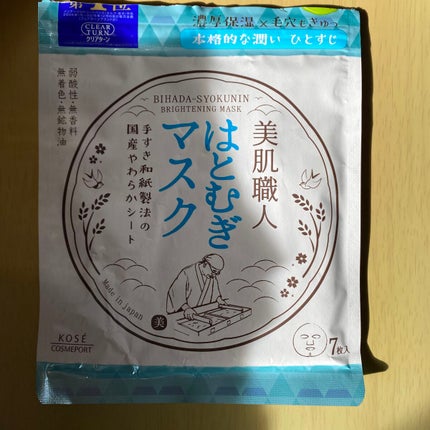 第1位
CLEAR
TURN
クリアターン
濃厚保湿×毛穴もぎゅっ
本格的な潤い ひとすじ
弱酸性・無香料
無着色・無鉱物油
BIHADA-SYOKUNIN
BRIGHTENING MASK
美肌職人
はとむぎ
マスク
手すき和紙製法の
国産やわらかシート
Made in Japan
美
KOSÉ
COSMEPORT
7枚入